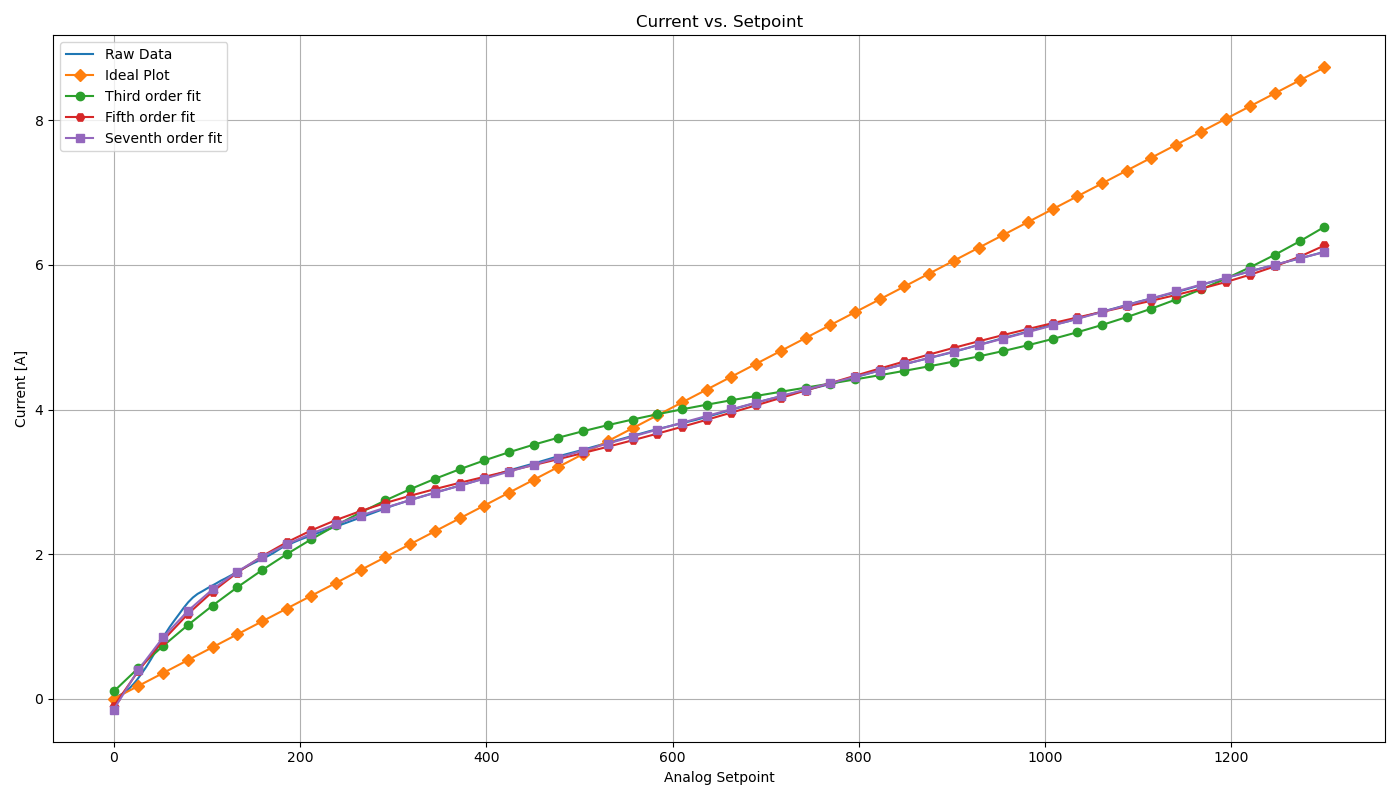 Current vs. Setpoint
Raw Data
Ideal Plot
Third order fit
Fifth order fit
Seventh order fit
Current [A]
8
6
4
2
0
0 200 400 600 800 1000 1200
Analog Setpoint